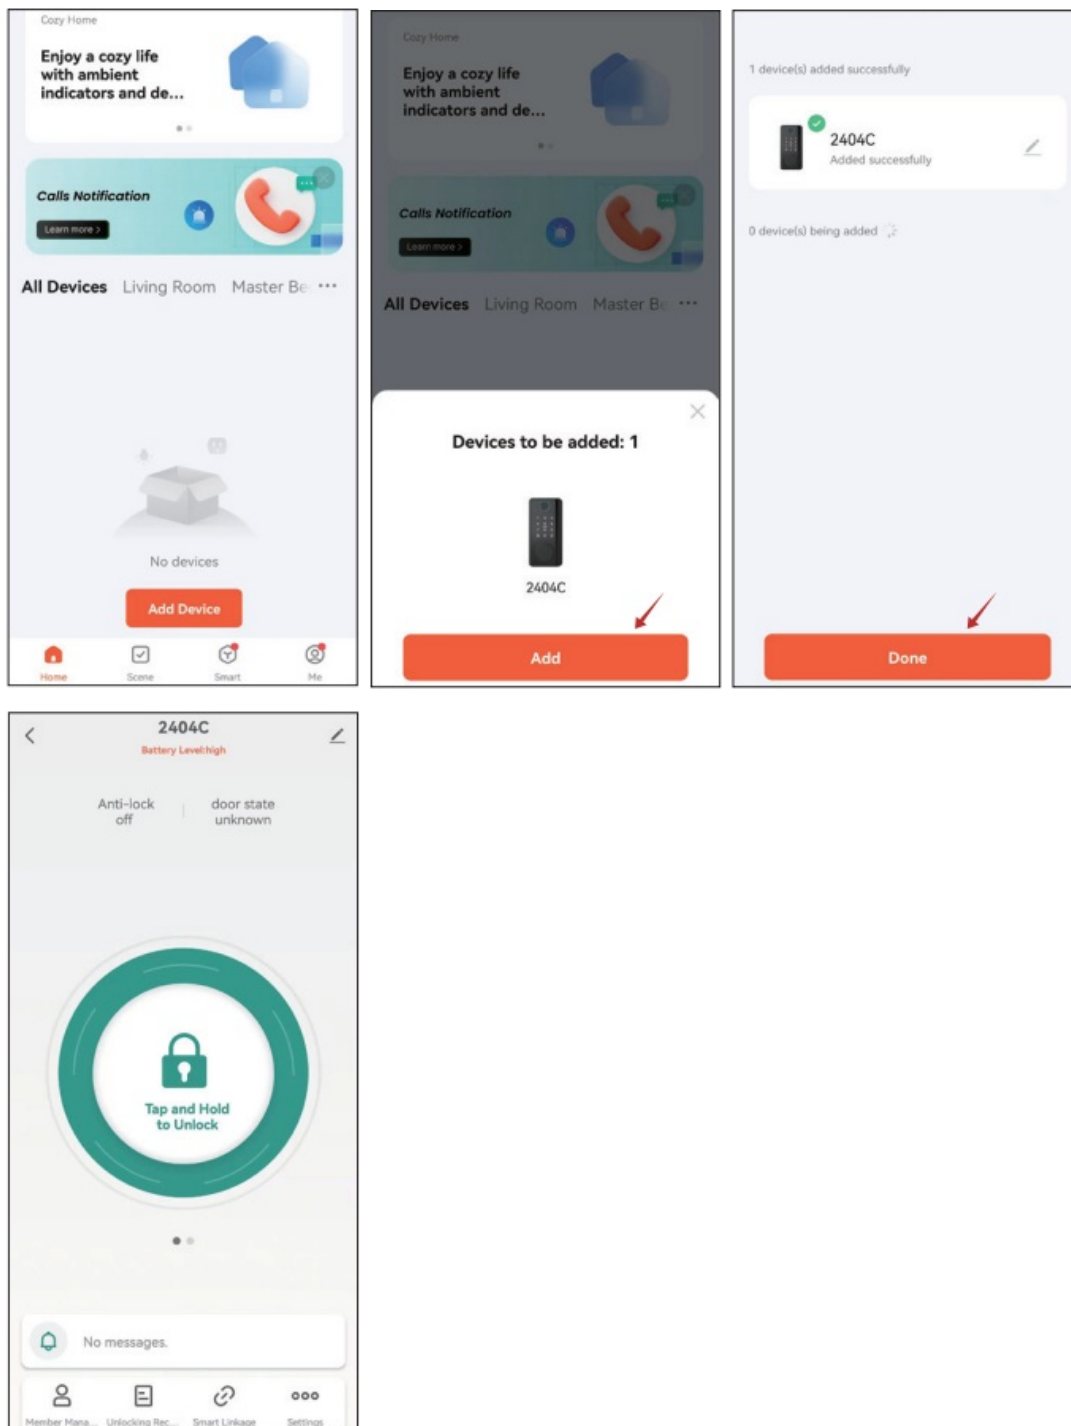 Cozy Home
Enjoy a cozy life
with ambient
indicators and de...
Calls Notification
Learn more >
All Devices Living Room Master Be ...
No devices
Add Device
Home Scene Smart Me
Cozy Home
Enjoy a cozy life
with ambient
indicators and de...
Calls Notification
Learn more >
All Devices Living Room Master Be ...
Devices to be added: 1
2404C
Add
1 device(s) added successfully
2404C
Added successfully
0 device(s) being added
Done
2404C
Battery Level:high
Anti-lock
off
door state
unknown
Tap and Hold
to Unlock
No messages.
Member Mana... Unlocking Rec... Smart Linkage Settings